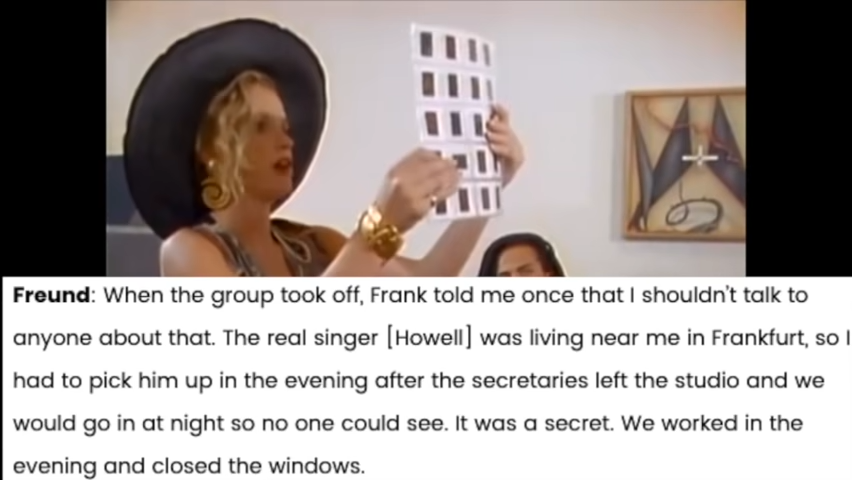 Freund: When the group took off, Frank told me once that I shouldn't talk to
anyone about that. The real singer [Howell] was living near me in Frankfurt, so I
had to pick him up in the evening after the secretaries left the studio and we
would go in at night so no one could see. It was a secret. We worked in the
evening and closed the windows.